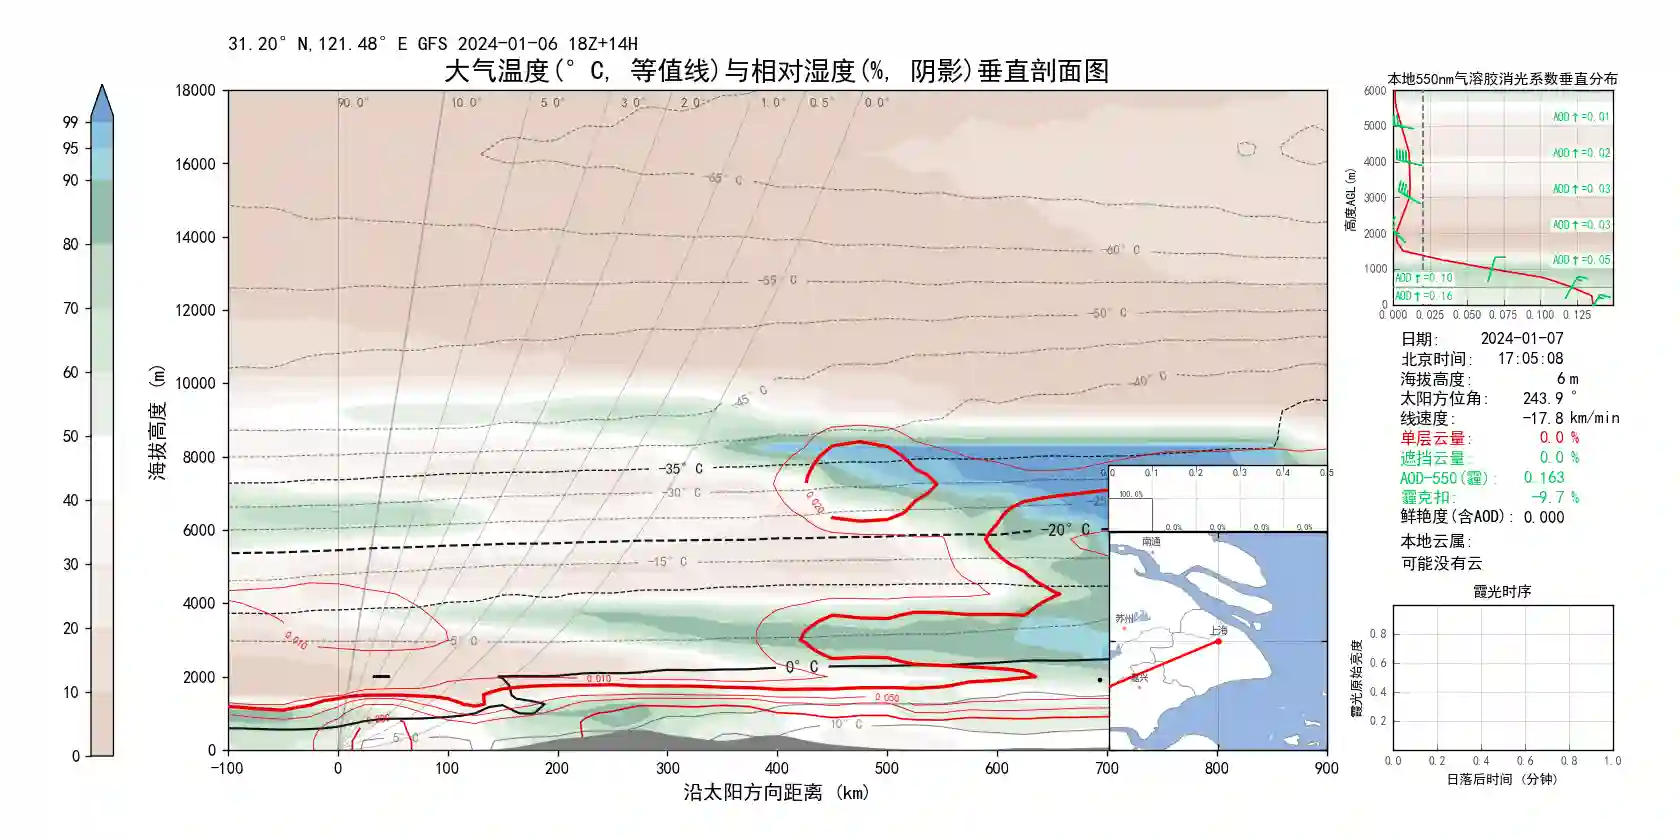 31.20° N,121.48° E GFS 2024-01-06 18Z+14H
大气温度(° C, 等值线)与相对湿度(%, 阴影)垂直剖面图
99
95
90
80
70
60
50
40
30
20
10
0
海拔高度 (m)
18000
16000
14000
12000
10000
8000
6000
4000
2000
0
90.0° 10.0° 5.0° 3.0° 2.0° 1.0° 0.5° 0.0°
-65° C
-60° C
-55° C
-50° C
-45° C
-40° C
-35° C
-30° C
-25
-20° C
-15° C
-5° C
0° C
5° C
10° C
0.020
0.010
0.010
0.050
-100 0 100 200 300 400 500 600 700 800 900
沿太阳方向距离 (km)
0.0 0.1 0.2 0.3 0.4 0.5
100.0%
0.0% 0.0% 0.0% 0.0%
南通
苏州
上海
嘉兴
本地550nm气溶胶消光系数垂直分布
高度AGL(m)
6000
5000
4000
3000
2000
1000
0
AOD↑=0.01
AOD↑=0.02
AOD↑=0.03
AOD↑=0.03
AOD↑=0.05
AOD↑=0.10
AOD↑=0.16
0.000 0.025 0.050 0.075 0.100 0.125
日期: 2024-01-07
北京时间: 17:05:08
海拔高度: 6 m
太阳方位角: 243.9 °
线速度: -17.8 km/min
单层云量: 0.0 %
遮挡云量: 0.0 %
AOD-550(霾): 0.163
霾克扣: -9.7 %
鲜艳度(含AOD): 0.000
本地云属:
可能没有云
霞光时序
霞光原始亮度
0.8
0.6
0.4
0.2
0.0 0.2 0.4 0.6 0.8 1.0
日落后时间 (分钟)